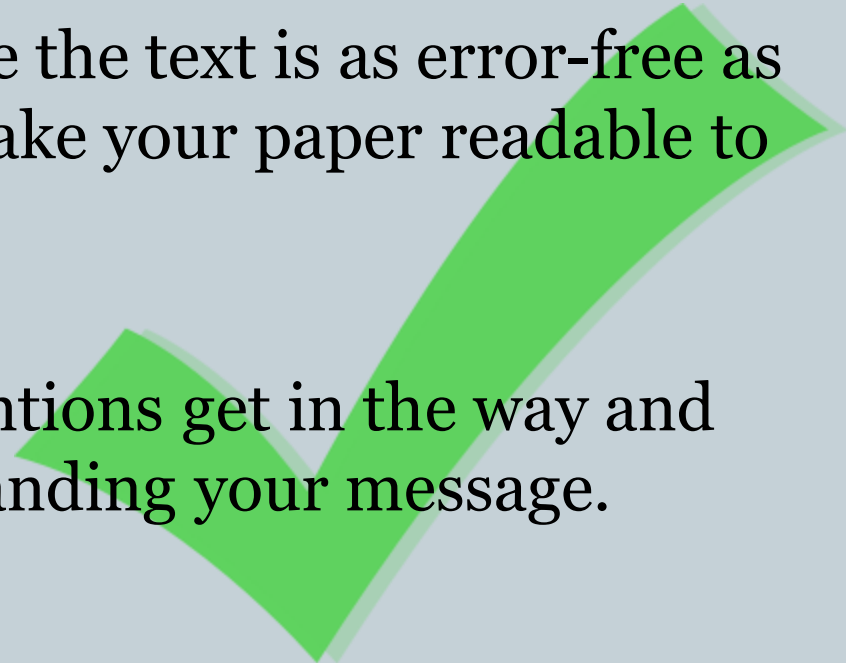 e the text is as error-free as
ake your paper readable to
ntions get in the way and
anding your message.